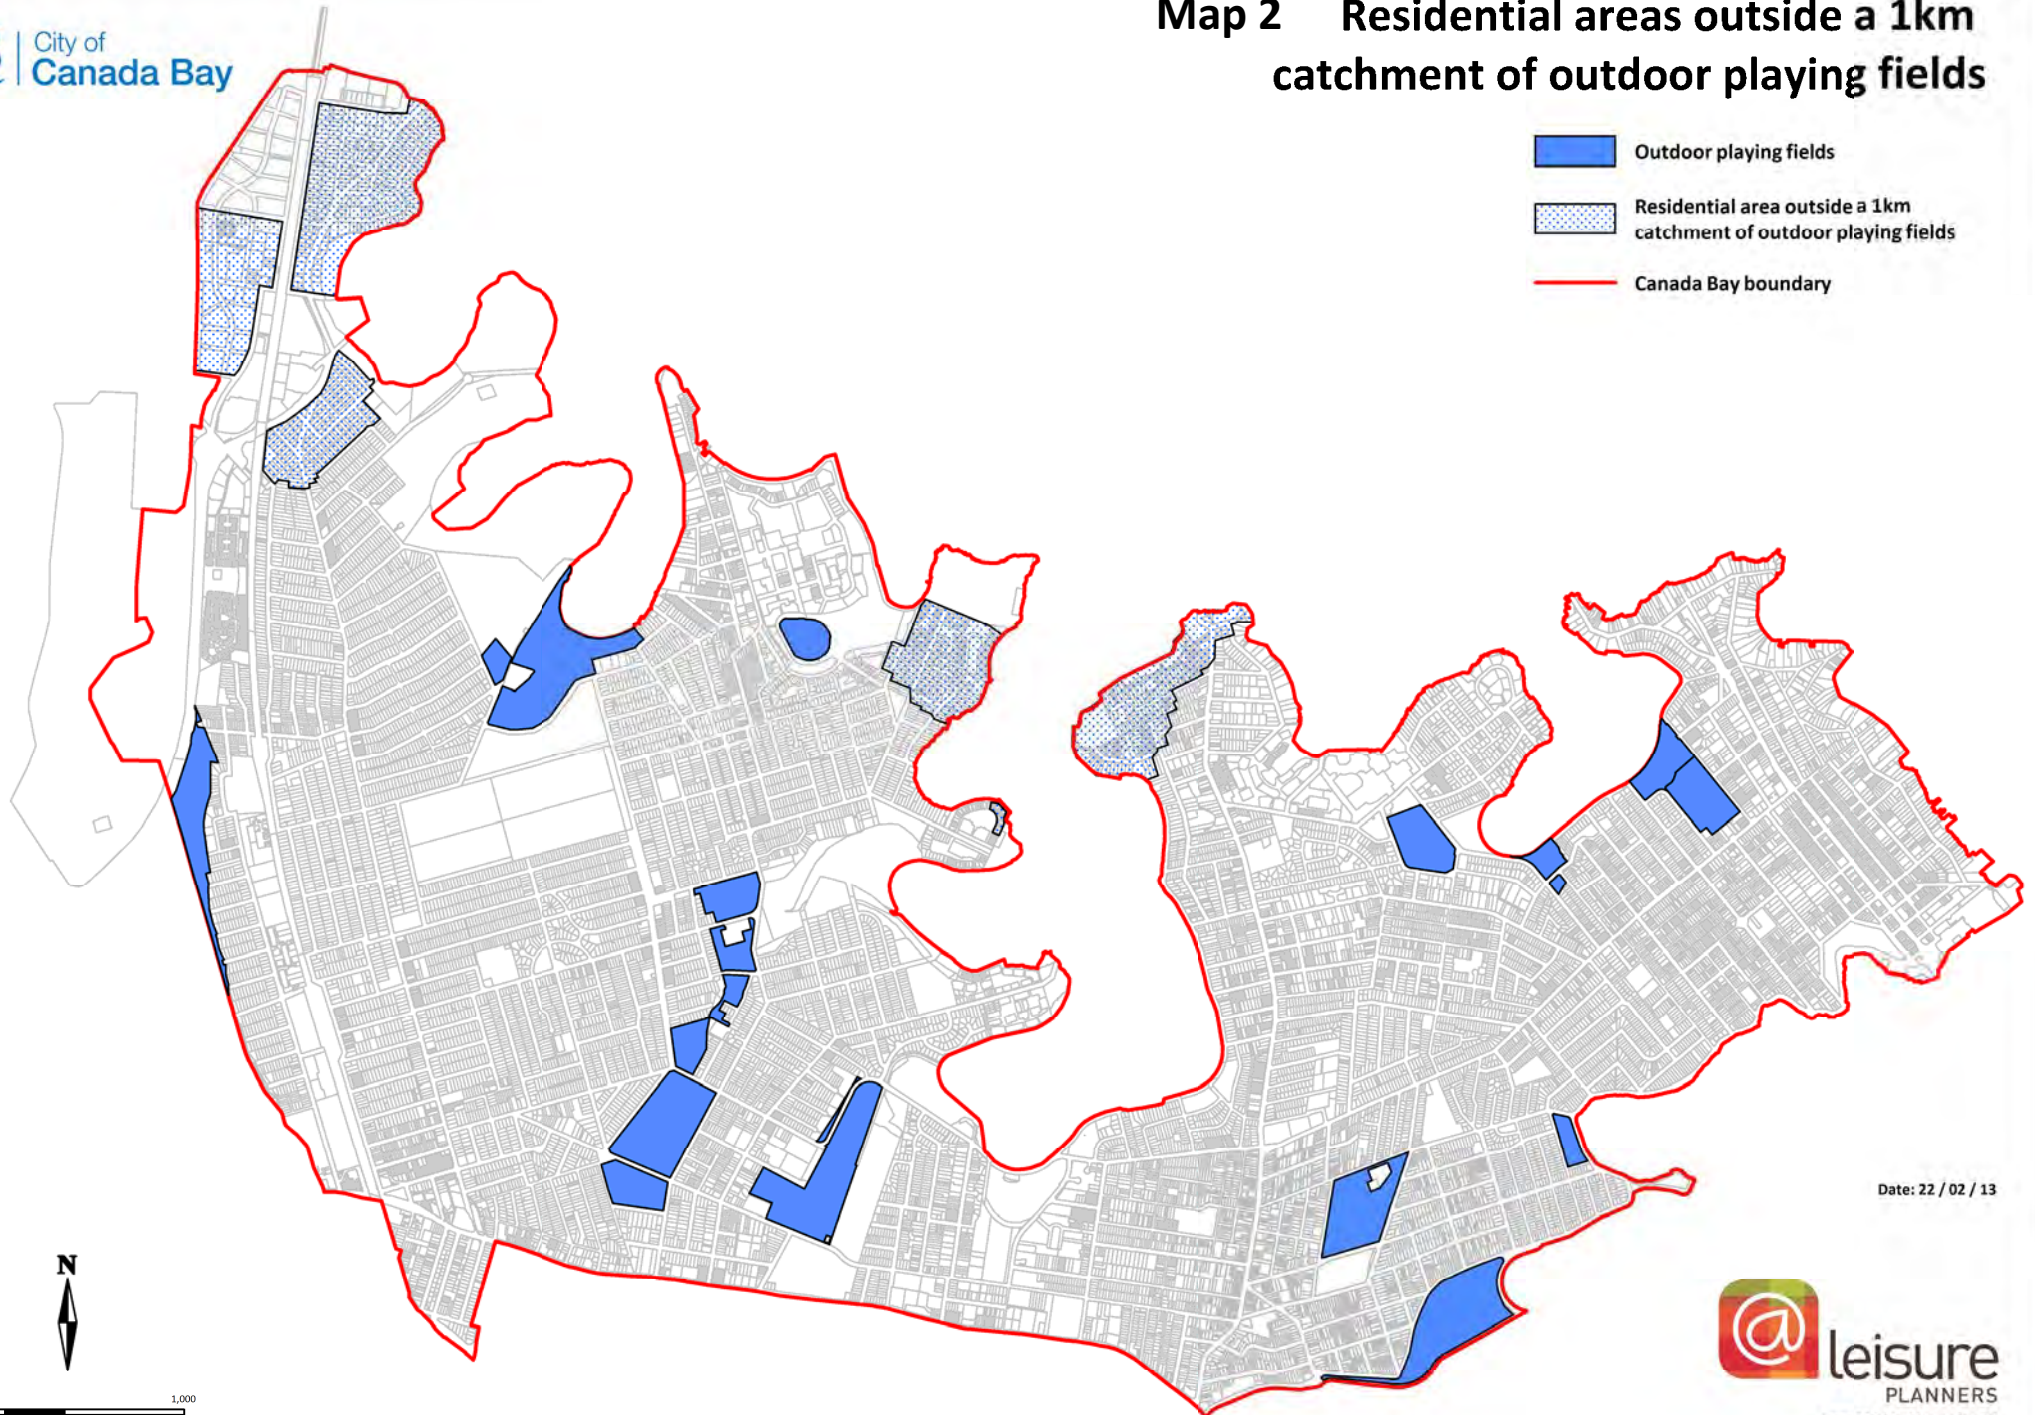 City of
Canada Bay
Map 2 Residential areas outside a 1km
catchment of outdoor playing fields
Outdoor playing fields
Residential area outside a 1km
catchment of outdoor playing fields
Canada Bay boundary
Date: 22 / 02 / 13
N
1,000
@leisure
PLANNERS